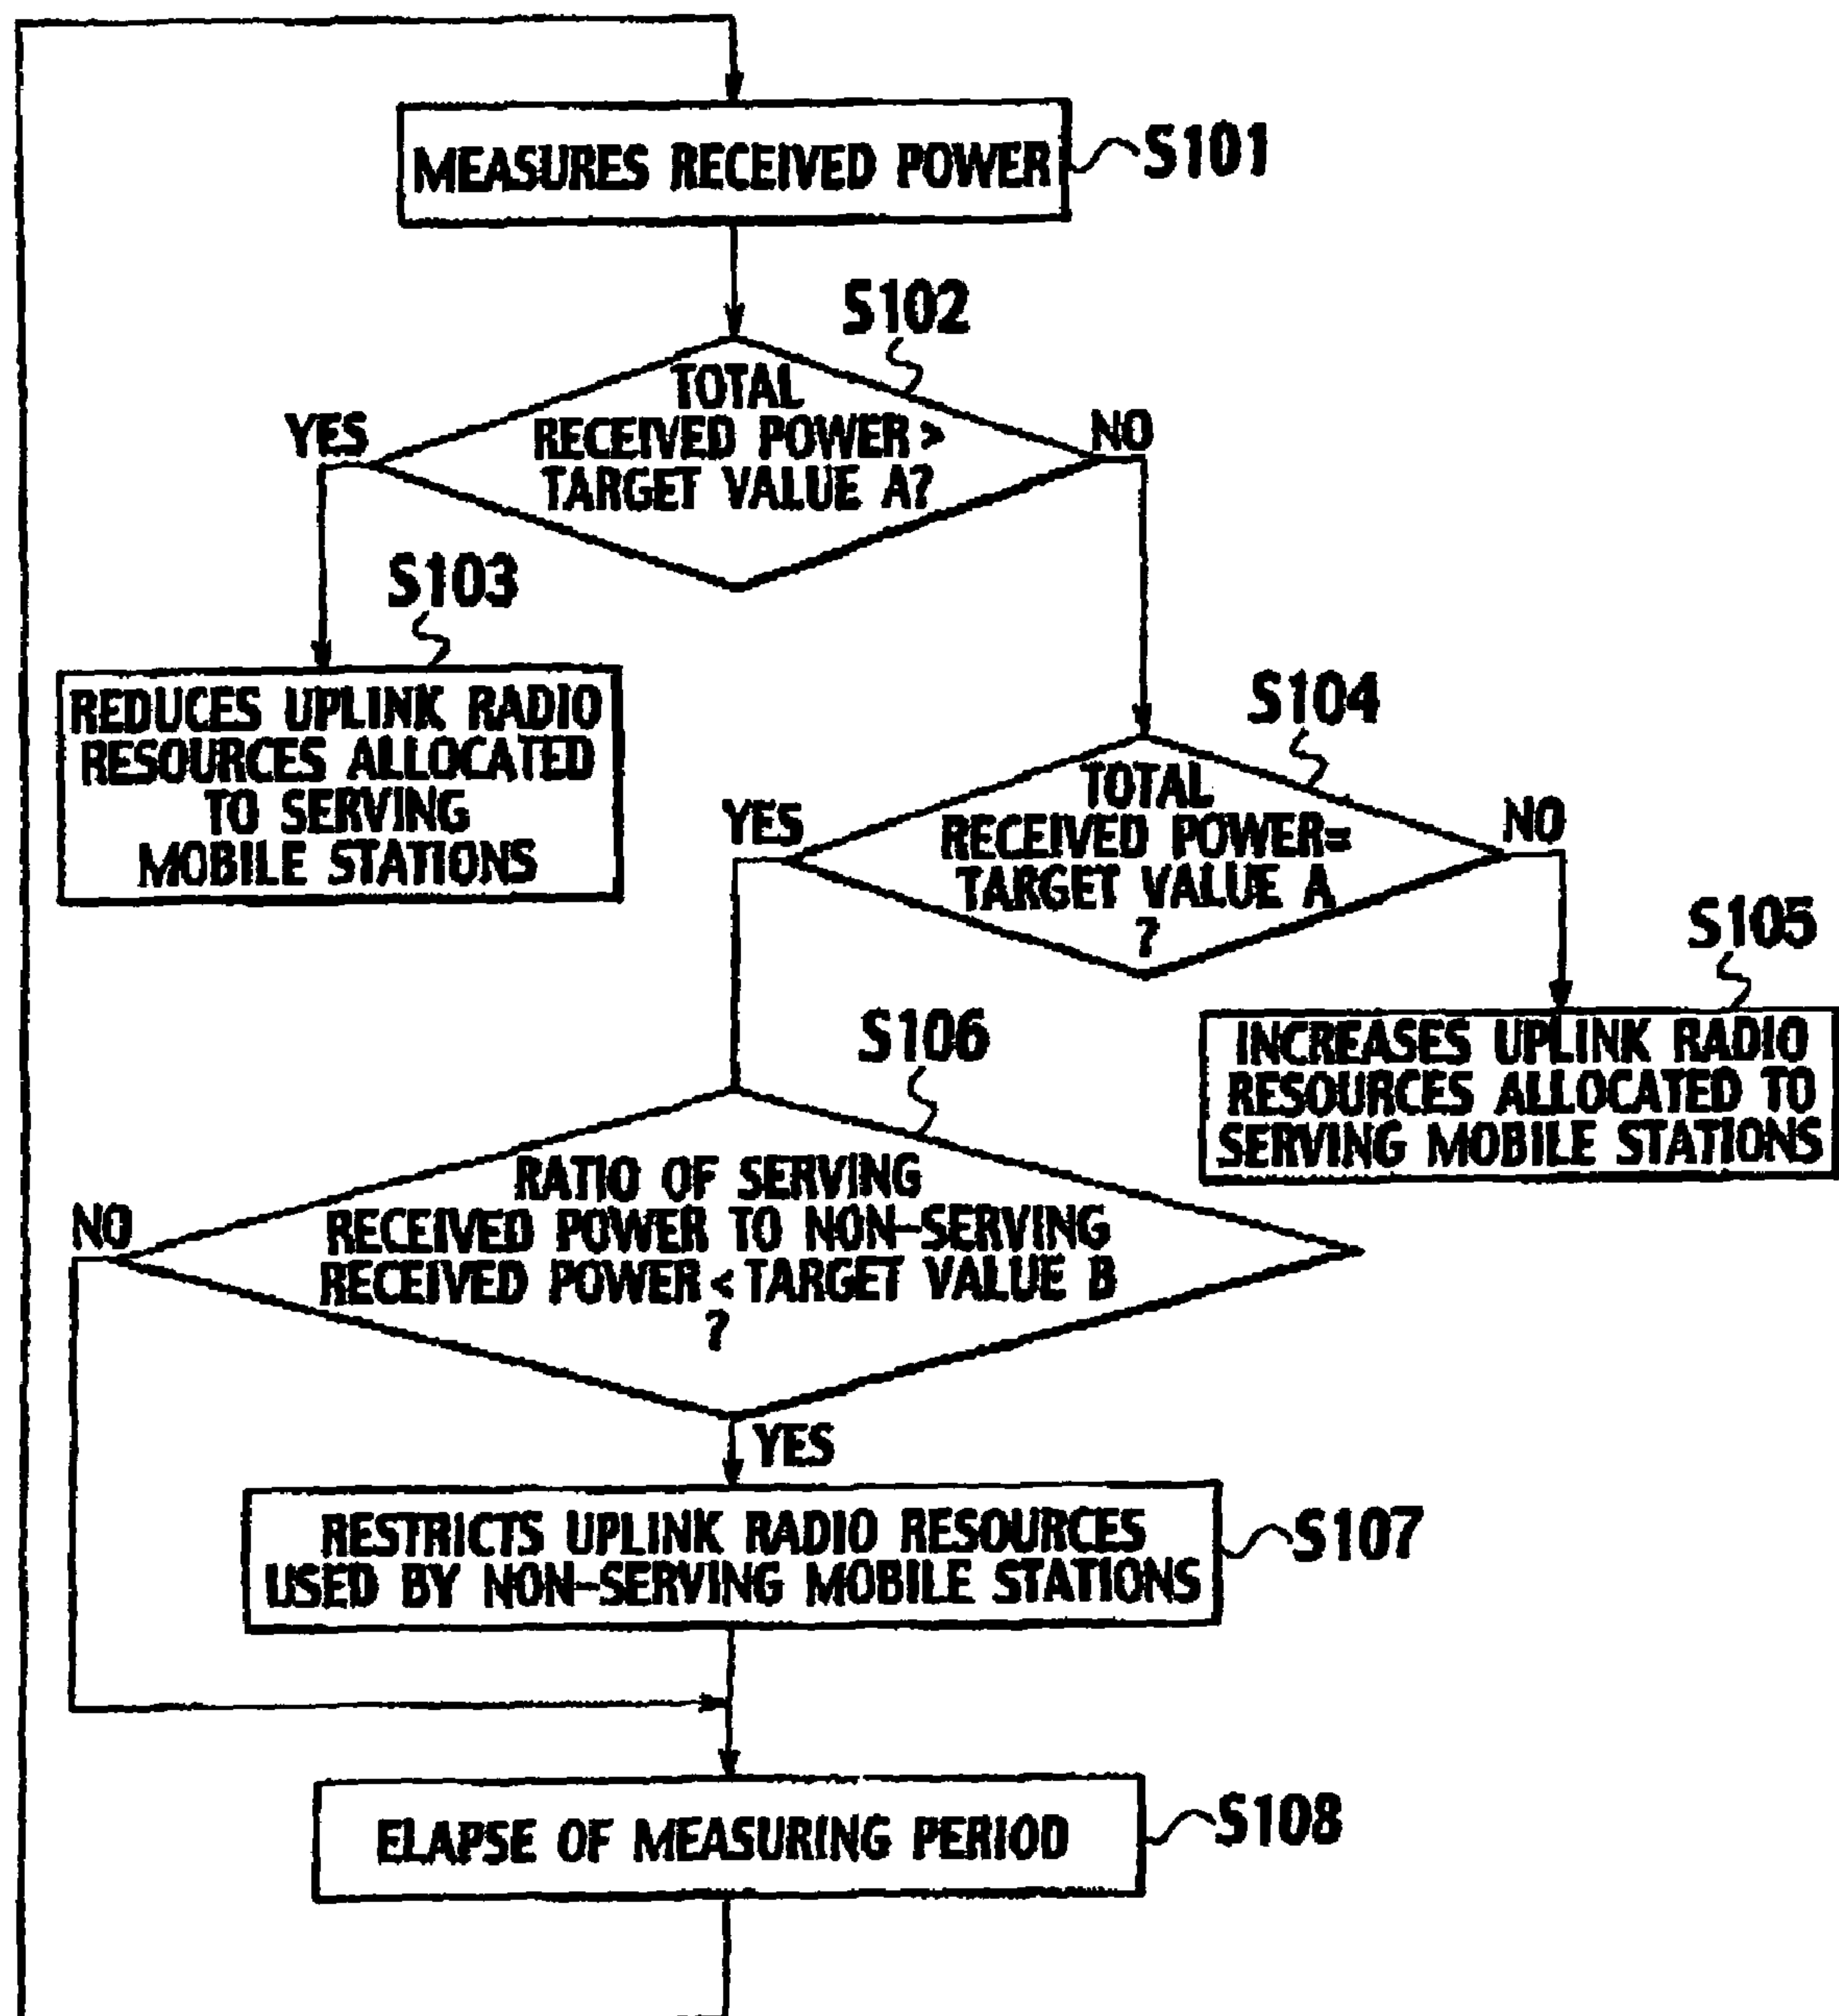 MEASURES RECEIVED POWER
S101
S102
TOTAL
RECEIVED POWER >
TARGET VALUE A?
YES
NO
S103
REDUCES UPLINK RADIO
RESOURCES ALLOCATED
TO SERVING
MOBILE STATIONS
S104
TOTAL
RECEIVED POWER=
TARGET VALUE A
?
YES
NO
S105
INCREASES UPLINK RADIO
RESOURCES ALLOCATED TO
SERVING MOBILE STATIONS
S106
RATIO OF SERVING
RECEIVED POWER TO NON-SERVING
RECEIVED POWER < TARGET VALUE B
?
NO
YES
RESTRICTS UPLINK RADIO RESOURCES
USED BY NON-SERVING MOBILE STATIONS
S107
ELAPSE OF MEASURING PERIOD
S108